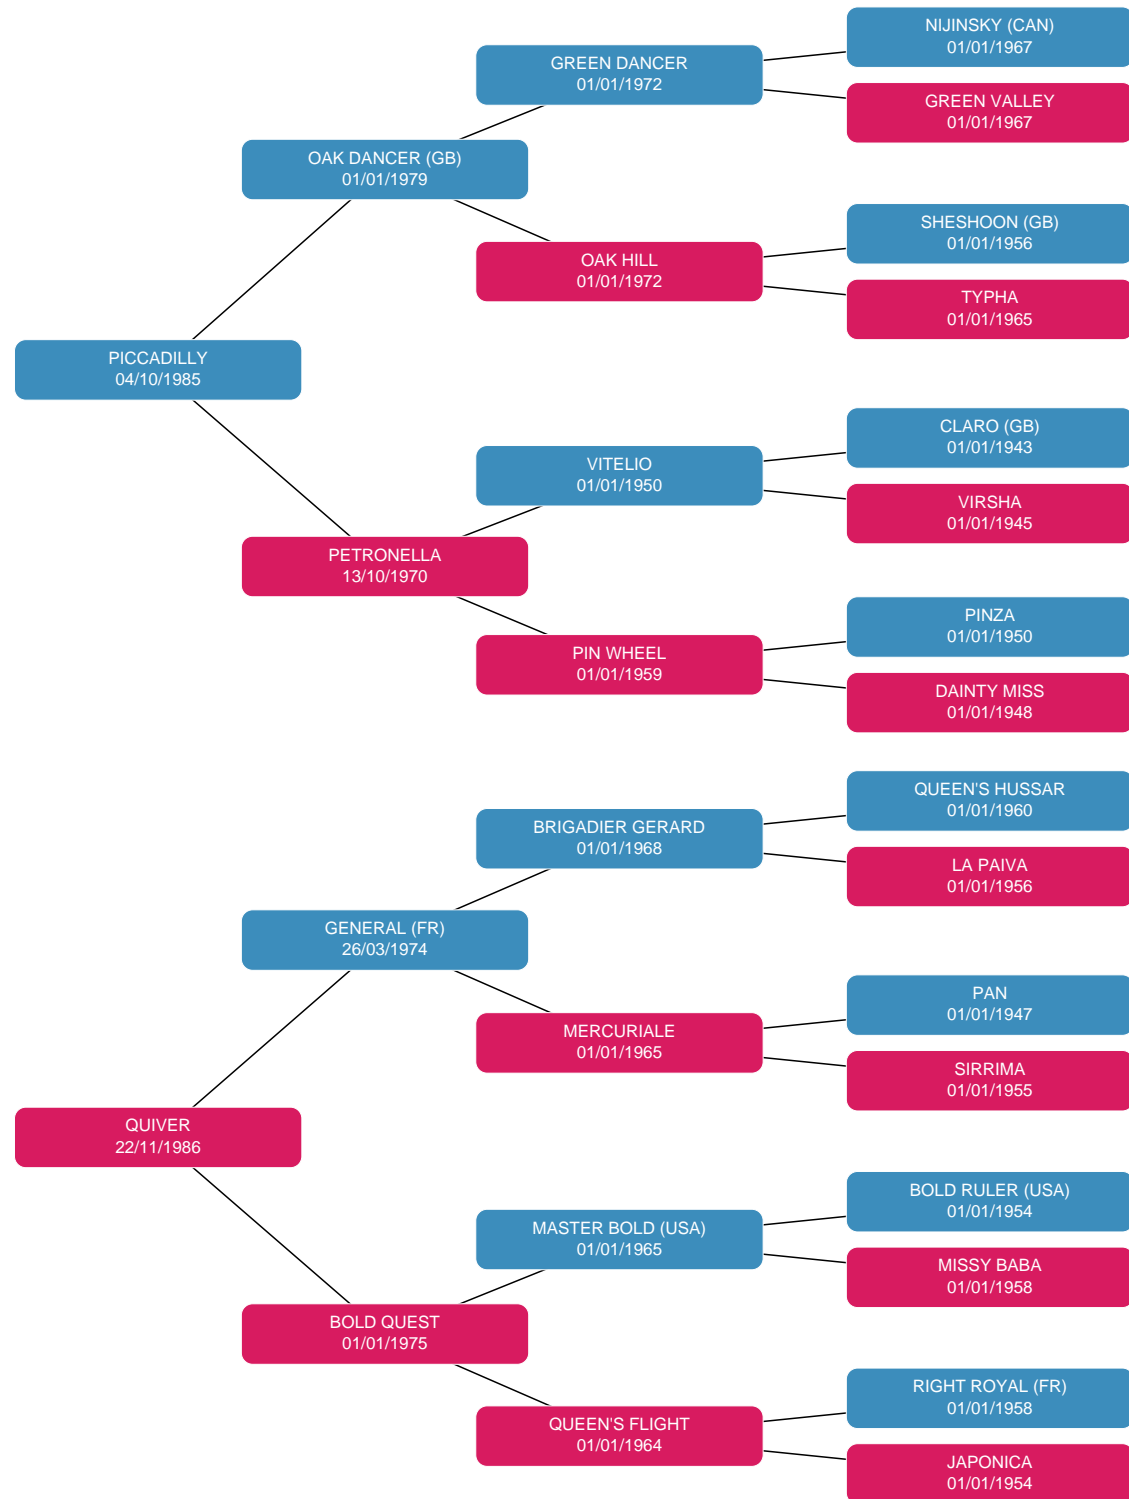 NIJINSKY (CAN)
01/01/1967
GREEN DANCER
01/01/1972
GREEN VALLEY
01/01/1967
OAK DANCER (GB)
01/01/1979
SHESHOON (GB)
01/01/1956
OAK HILL
01/01/1972
TYPHA
01/01/1965
PICCADILLY
04/10/1985
CLARO (GB)
01/01/1943
VITELIO
01/01/1950
VIRSHA
01/01/1945
PETRONELLA
13/10/1970
PINZA
01/01/1950
PIN WHEEL
01/01/1959
DAINTY MISS
01/01/1948
QUEEN'S HUSSAR
01/01/1960
BRIGADIER GERARD
01/01/1968
LA PAIVA
01/01/1956
GENERAL (FR)
26/03/1974
PAN
01/01/1947
MERCURIALE
01/01/1965
SIRRIMA
01/01/1955
QUIVER
22/11/1986
BOLD RULER (USA)
01/01/1954
MASTER BOLD (USA)
01/01/1965
MISSY BABA
01/01/1958
BOLD QUEST
01/01/1975
RIGHT ROYAL (FR)
01/01/1958
QUEEN'S FLIGHT
01/01/1964
JAPONICA
01/01/1954